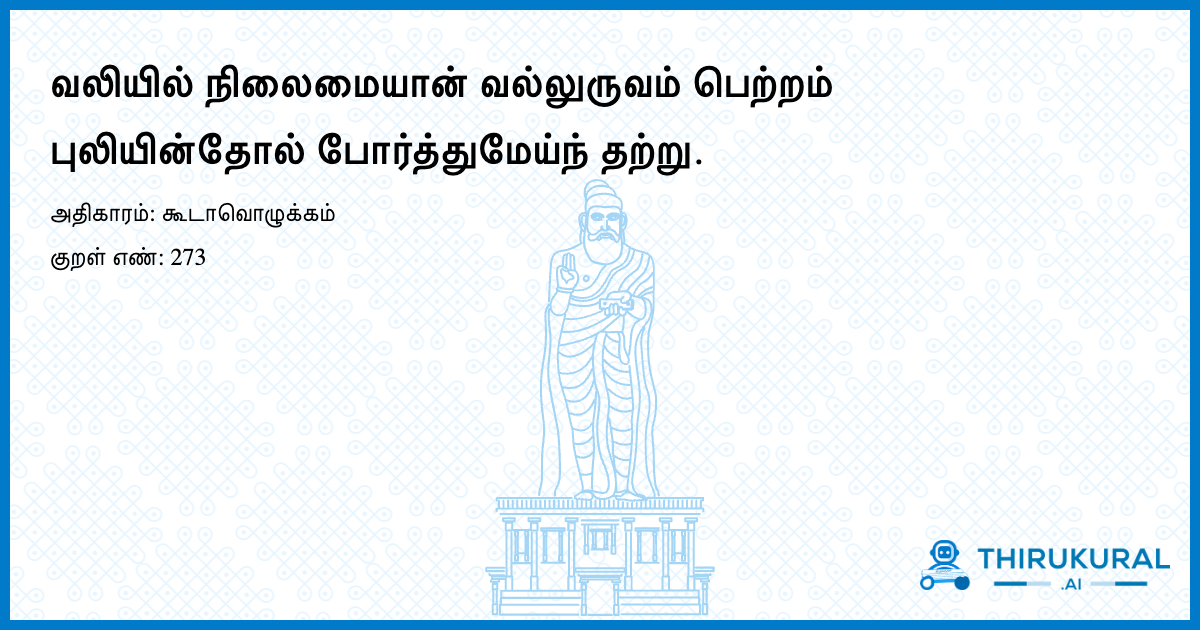 வலியில் நிலைமையான் வல்லுருவம் பெற்றம்
புலியின்தோல் போர்த்துமேய்ந் தற்று.
அதிகாரம்: கூடாவொழுக்கம்
குறள் எண்: 273
THIRUKURAL
.AI